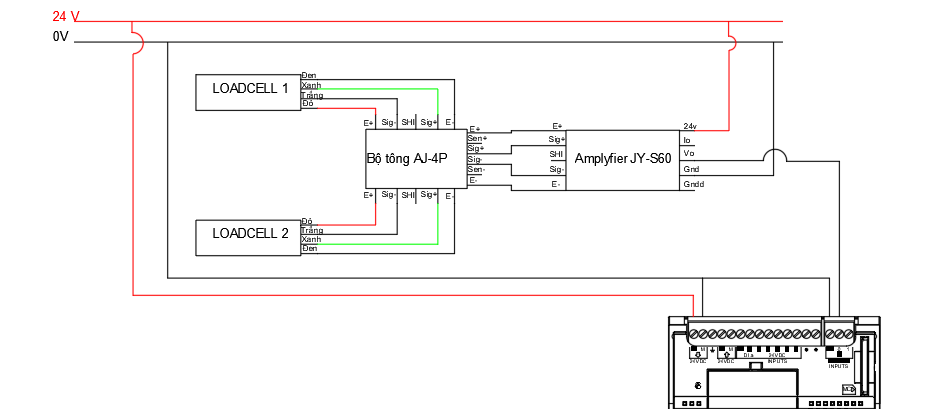 24 V
0V
LOADCELL 1
Đen
Xanh
Trắng
Đỏ
E+ Sig- SHI Sig+ E-
Bộ tổng AJ-4P
E+
Sen+
Sig+
Sig-
Sen-
E-
E+
Sig+
SHI
Sig-
E-
Amplyfier JY-S60
24v
Io
Vo
Gnd
Gndd
E+ Sig- SHI Sig+ E-
LOADCELL 2
Đỏ
Trắng
Xanh
Đen
24VDC 24VDC D I.a 24VDC
INPUTS
INPUTS